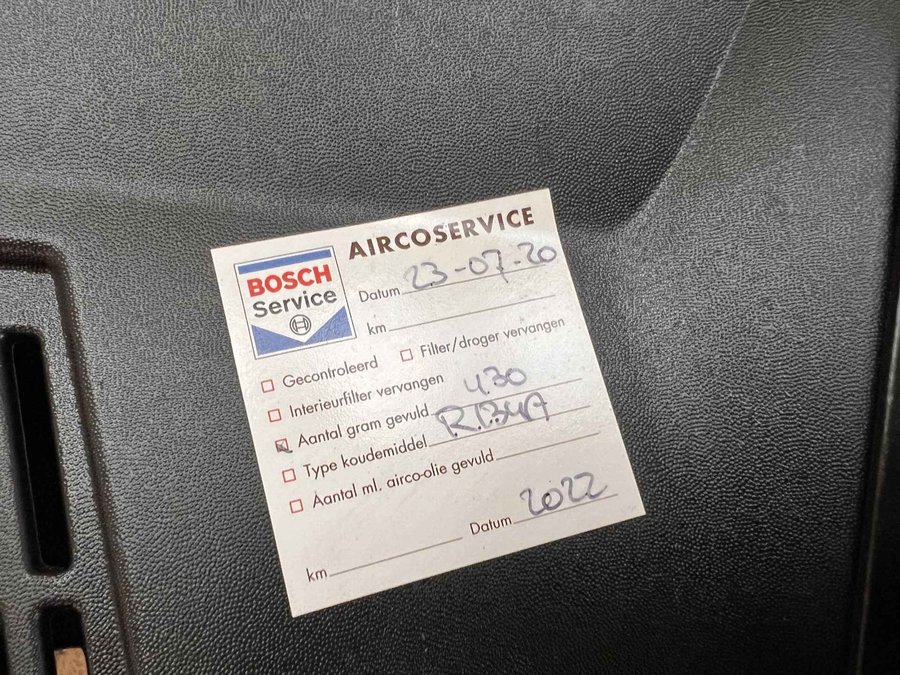 AIRCOSERVICE
BOSCH
Service
Datum 23-07-20
km
Gecontroleerd
Filter/droger vervangen
Interieurfilter vervangen
Aantal gram gevuld 430
Type koudemiddel R134A
Aantal ml. airco-olie gevuld
Datum 2022
km